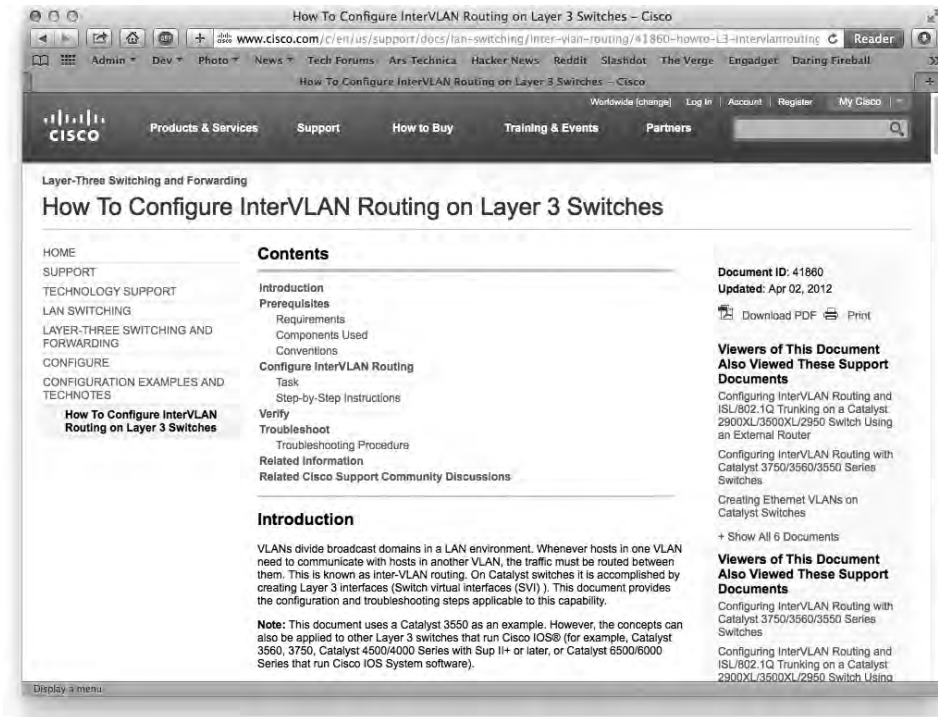 How To Configure InterVLAN Routing on Layer 3 Switches – Cisco
www.cisco.com/c/en/us/support/docs/lan-switching/inter-vlan-routing/41860-howto-L3-intervlanrouting
Reader
Admin Dev Photo News Tech Forums Ars Technica Hacker News Reddit Slashdot The Verge Engadget Daring Fireball
How To Configure InterVLAN Routing on Layer 3 Switches – Cisco
Worldwide [change] Log In Account Register My Cisco
CISCO
Products & Services Support How to Buy Training & Events Partners
Layer-Three Switching and Forwarding
How To Configure InterVLAN Routing on Layer 3 Switches
HOME
SUPPORT
TECHNOLOGY SUPPORT
LAN SWITCHING
LAYER-THREE SWITCHING AND
FORWARDING
CONFIGURE
CONFIGURATION EXAMPLES AND
TECHNOTES
How To Configure InterVLAN
Routing on Layer 3 Switches
Contents
Introduction
Prerequisites
Requirements
Components Used
Conventions
Configure InterVLAN Routing
Task
Step-by-Step Instructions
Verify
Troubleshoot
Troubleshooting Procedure
Related Information
Related Cisco Support Community Discussions
Introduction
VLANs divide broadcast domains in a LAN environment. Whenever hosts in one VLAN
need to communicate with hosts in another VLAN, the traffic must be routed between
them. This is known as inter-VLAN routing. On Catalyst switches it is accomplished by
creating Layer 3 interfaces (Switch virtual interfaces (SVI) ). This document provides
the configuration and troubleshooting steps applicable to this capability.
Note: This document uses a Catalyst 3550 as an example. However, the concepts can
also be applied to other Layer 3 switches that run Cisco IOS® (for example, Catalyst
3560, 3750, Catalyst 4500/4000 Series with Sup II+ or later, or Catalyst 6500/6000
Series that run Cisco IOS System software).
Document ID: 41860
Updated: Apr 02, 2012
Download PDF Print
Viewers of This Document
Also Viewed These Support
Documents
Configuring InterVLAN Routing and
ISL/802.1Q Trunking on a Catalyst
2900XL/3500XL/2950 Switch Using
an External Router
Configuring InterVLAN Routing with
Catalyst 3750/3560/3550 Series
Switches
Creating Ethernet VLANs on
Catalyst Switches
+ Show All 6 Documents
Viewers of This Document
Also Viewed These Support
Documents
Configuring InterVLAN Routing with
Catalyst 3750/3560/3550 Series
Switches
Configuring InterVLAN Routing and
ISL/802.1Q Trunking on a Catalyst
2900XL/3500XL/2950 Switch Using
Display a menu